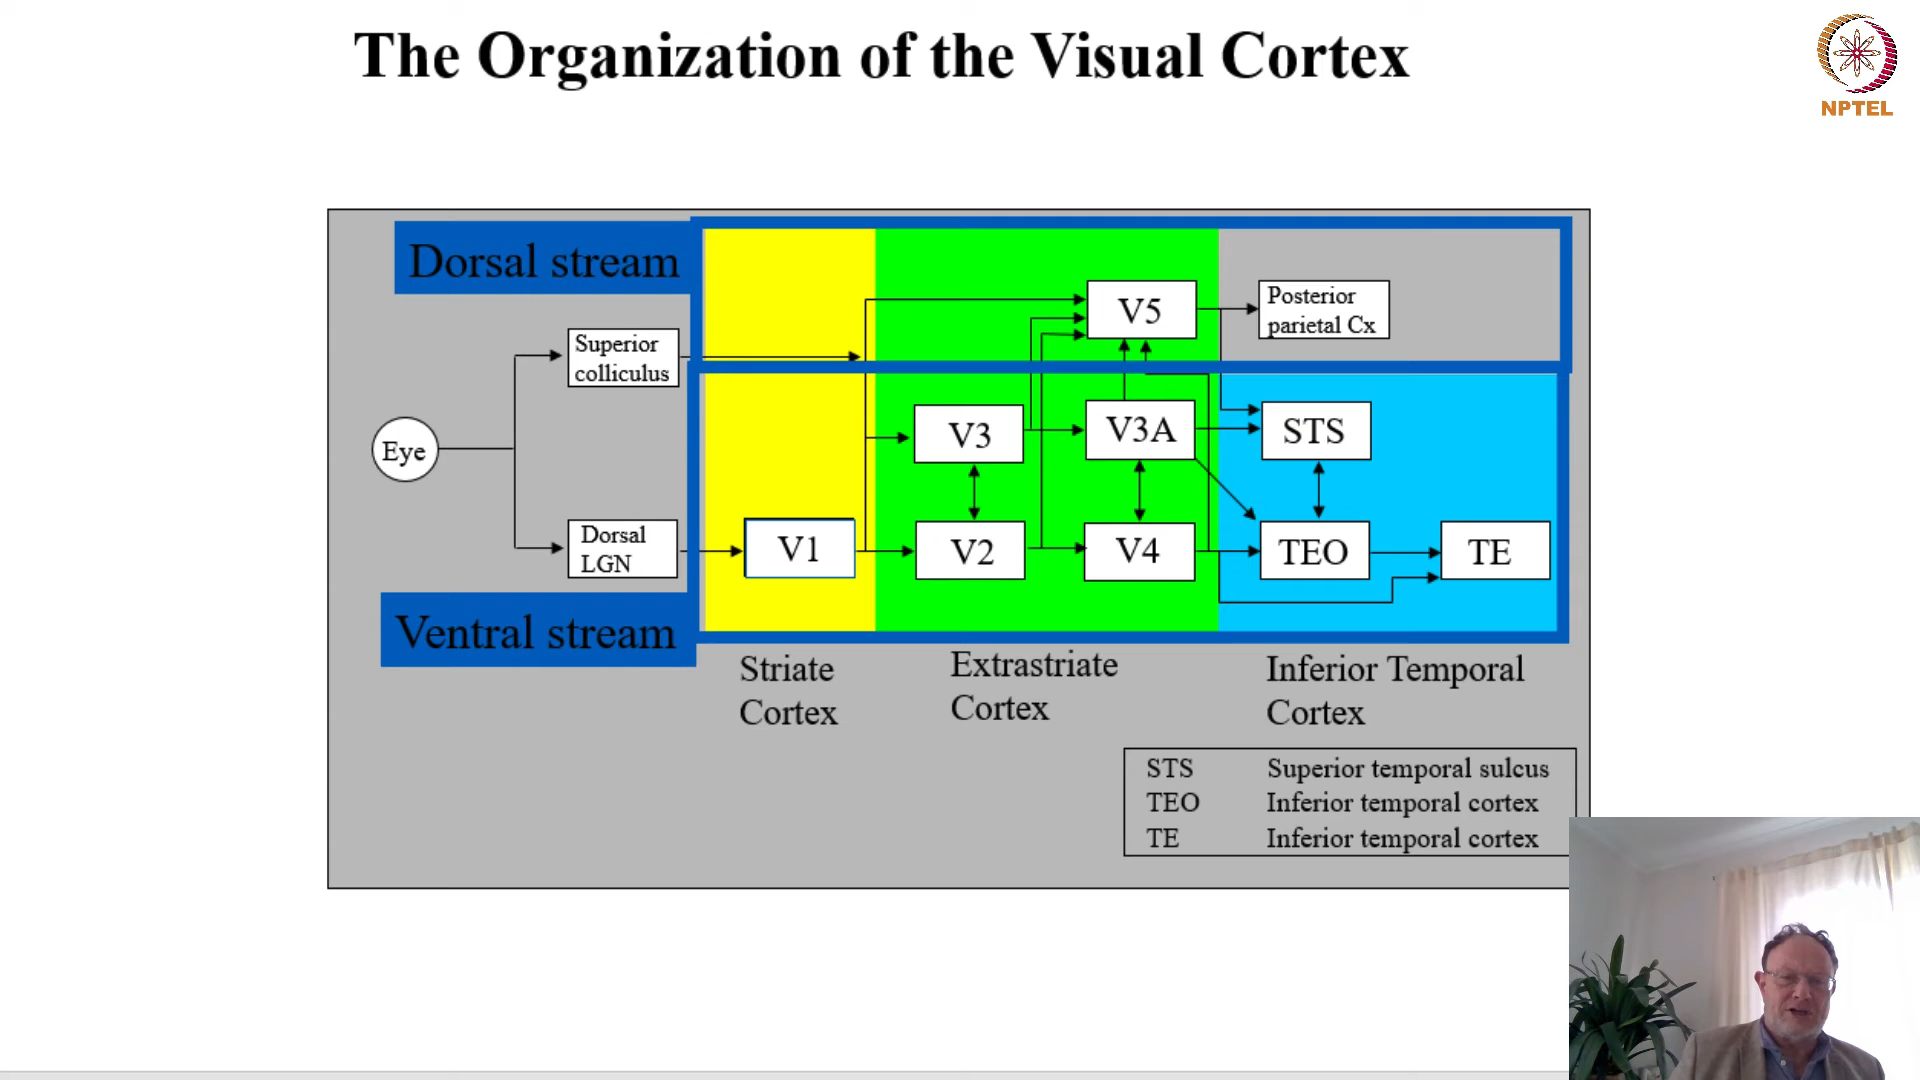 The Organization of the Visual Cortex
NPTEL
Dorsal stream
Superior
colliculus
Eye
Dorsal
LGN
Ventral stream
V5
Posterior
parietal Cx
V3
V3A
STS
V1
V2
V4
TEO
TE
Striate
Cortex
Extrastriate
Cortex
Inferior Temporal
Cortex
STS Superior temporal sulcus
TEO Inferior temporal cortex
TE Inferior temporal cortex